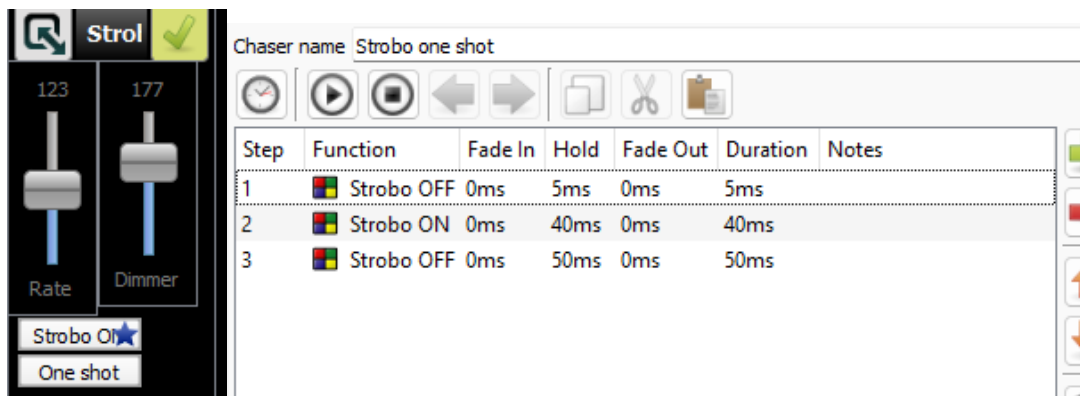 Strol
123 177
Rate Dimmer
Strobo
One shot
Chaser name Strobo one shot
Step Function Fade In Hold Fade Out Duration Notes
1 Strobo OFF 0ms 5ms 0ms 5ms
2 Strobo ON 0ms 40ms 0ms 40ms
3 Strobo OFF 0ms 50ms 0ms 50ms